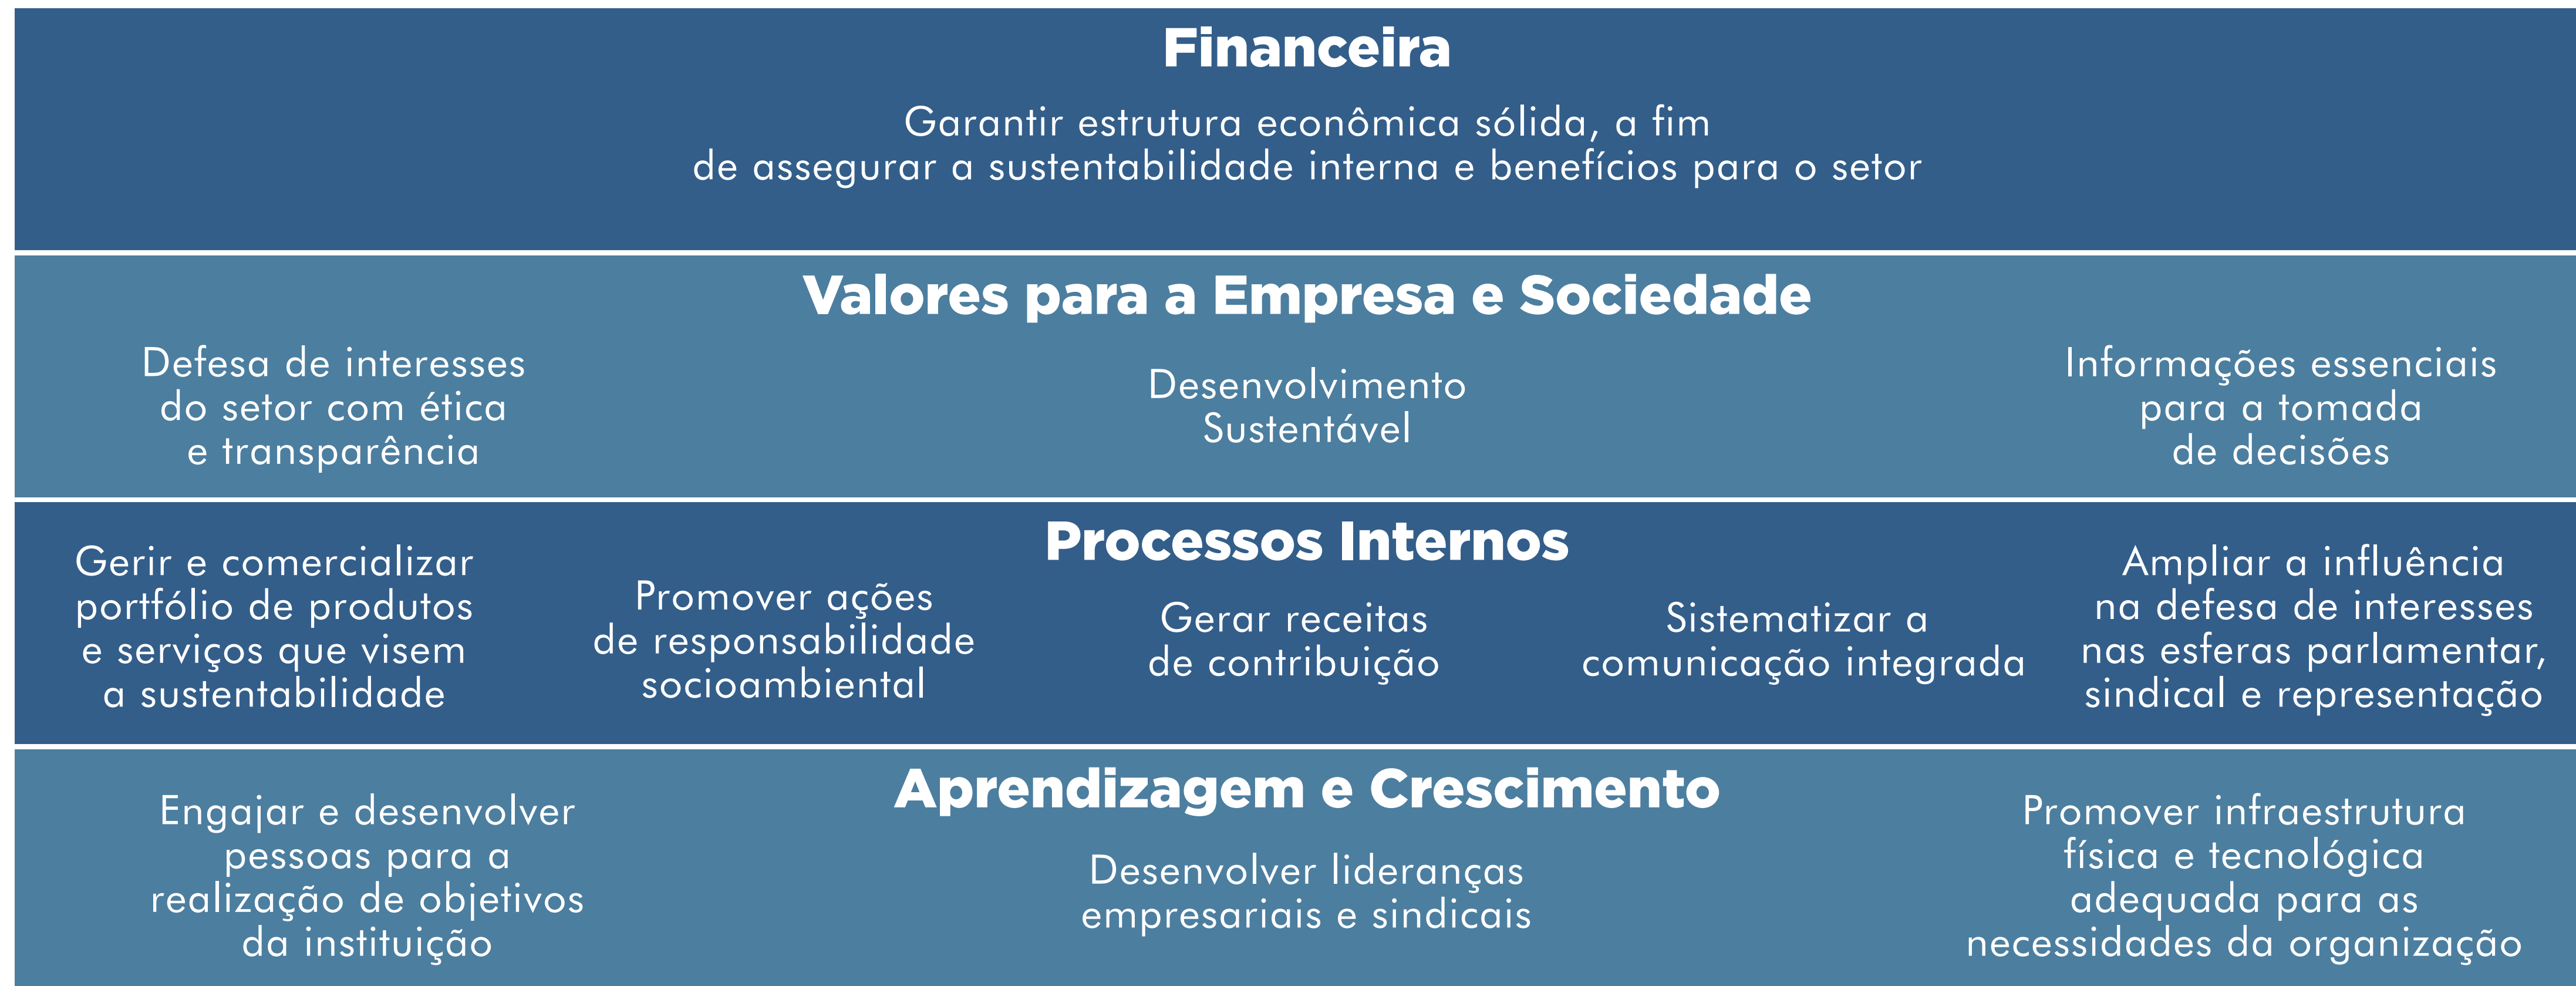 Financeira
Garantir estrutura econômica sólida, a fim
de assegurar a sustentabilidade interna e benefícios para o setor
Valores para a Empresa e Sociedade
Defesa de interesses
do setor com ética
e transparência
Desenvolvimento
Sustentável
Informações essenciais
para a tomada
de decisões
Processos Internos
Gerir e comercializar
portfólio de produtos
e serviços que visem
a sustentabilidade
Promover ações
de responsabilidade
socioambiental
Gerar receitas
de contribuição
Sistematizar a
comunicação integrada
Ampliar a influência
na defesa de interesses
nas esferas parlamentar,
sindical e representação
Aprendizagem e Crescimento
Engajar e desenvolver
pessoas para a
realização de objetivos
da instituição
Desenvolver lideranças
empresariais e sindicais
Promover infraestrutura
física e tecnológica
adequada para as
necessidades da organização